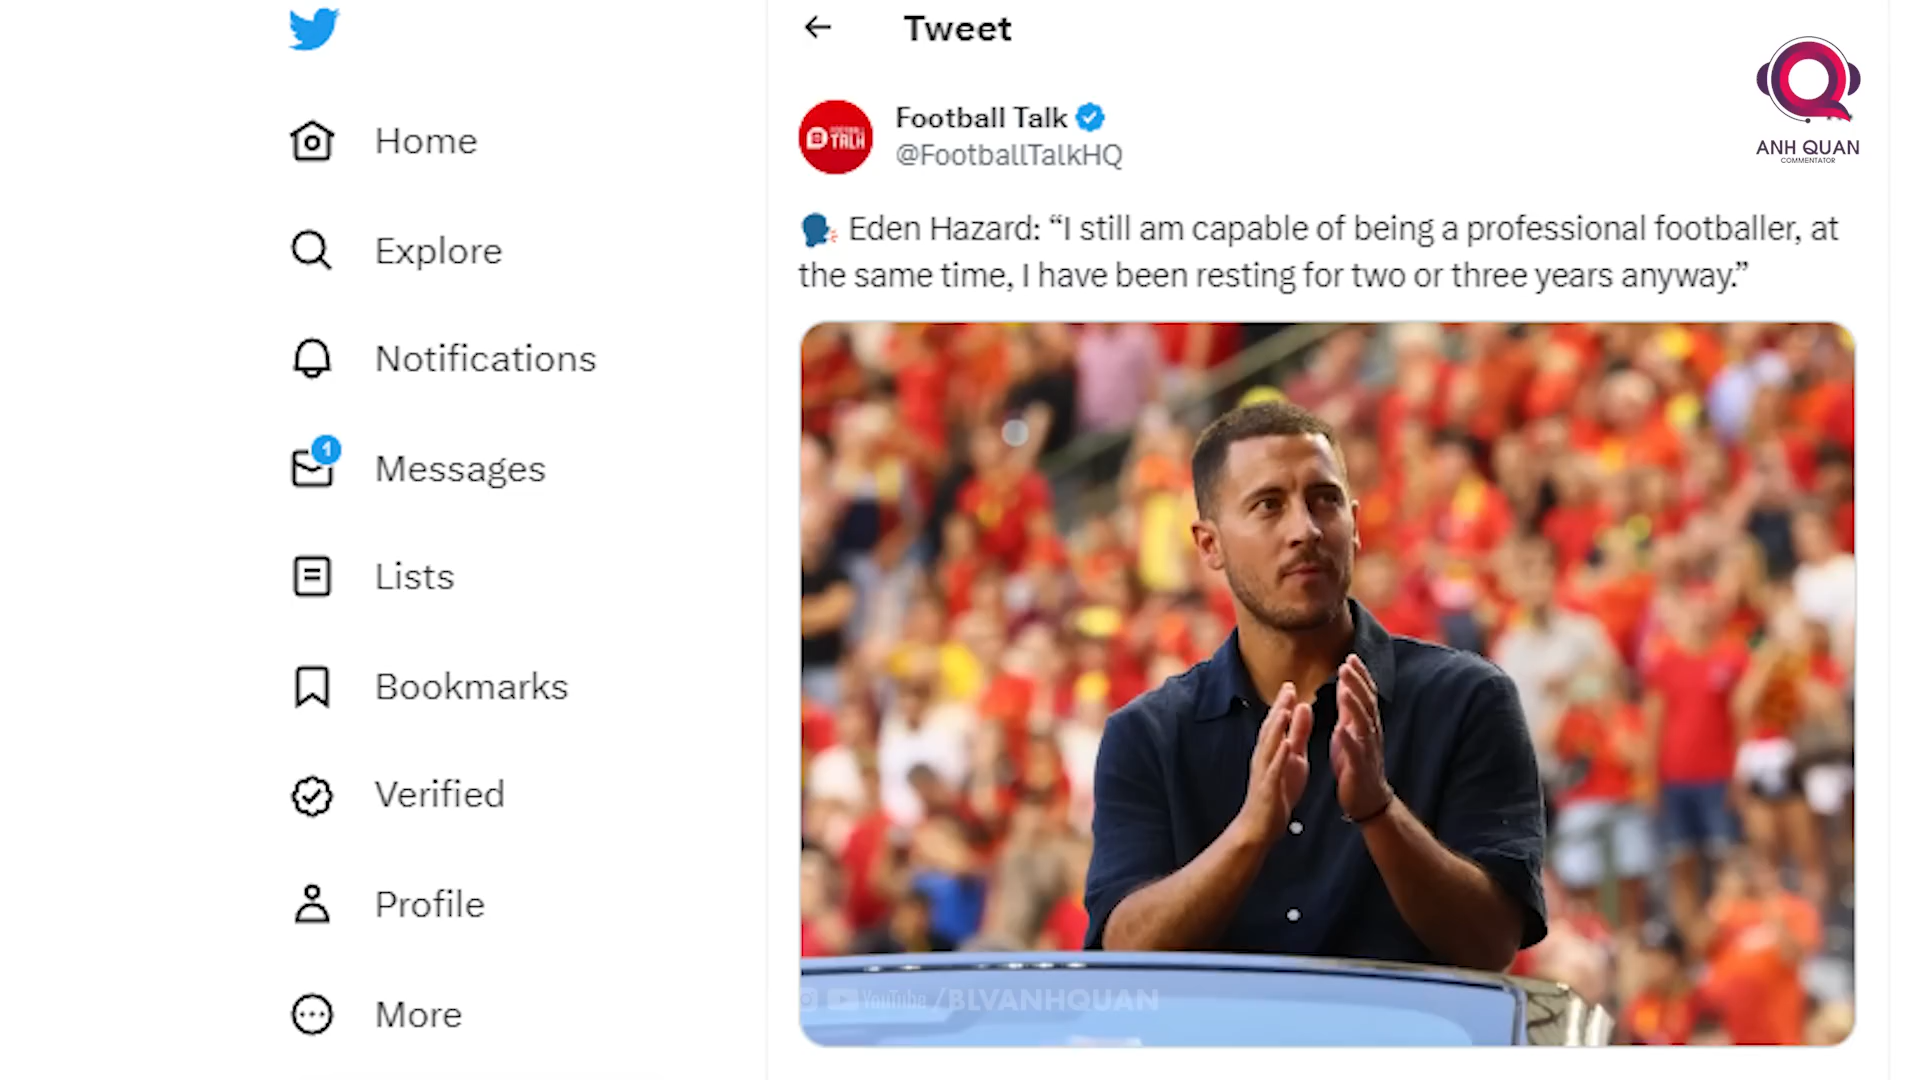 Tweet
Football Talk
@FootballTalkHQ
TALK
Eden Hazard: “I still am capable of being a professional footballer, at
the same time, I have been resting for two or three years anyway.”
Home
Explore
Notifications
1
Messages
Lists
Bookmarks
Verified
Profile
More
ANH QUAN
COMMENTATOR
YouTube /BLVANHQUAN